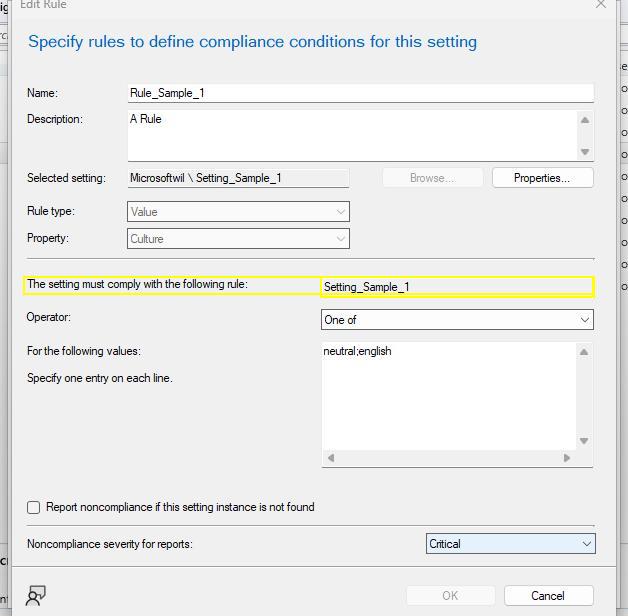 Edit Rule
Specify rules to define compliance conditions for this setting
Name: Rule_Sample_1
Description: A Rule
Selected setting: Microsoftwil \ Setting_Sample_1 Browse... Properties...
Rule type: Value
Property: Culture
The setting must comply with the following rule: Setting_Sample_1
Operator: One of
For the following values: neutral;english
Specify one entry on each line.
Report noncompliance if this setting instance is not found
Noncompliance severity for reports: Critical
OK Cancel